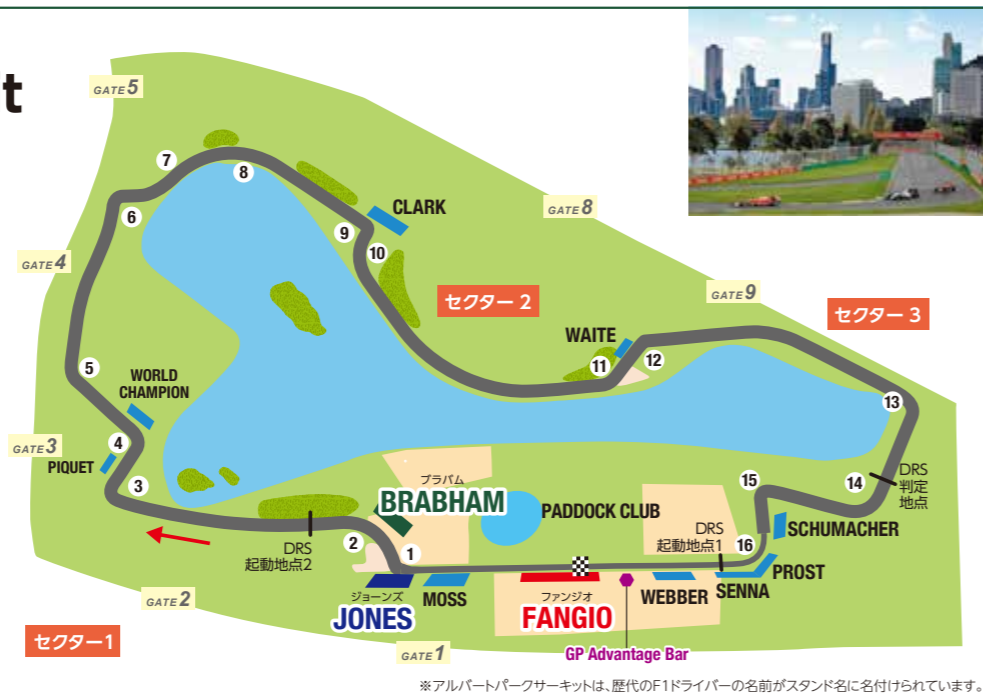 t
GATE 5
7
8
6
CLARK
9
10
GATE 8
GATE 4
セクター 2
GATE 9
セクター 3
WAITE
11
12
5
WORLD
CHAMPION
13
GATE 3
4
PIQUET
3
ブラバム
BRABHAM
PADDOCK CLUB
15
14
DRS
判定
地点
DRS
起動地点2
2
1
DRS
起動地点1
16
SCHUMACHER
PROST
SENNA
WEBBER
ジョーンズ
JONES
MOSS
ファンジオ
FANGIO
GATE 2
セクター1
GATE 1
GP Advantage Bar
※アルバートパークサーキットは、歴代のF1ドライバーの名前がスタンド名に名付けられています。